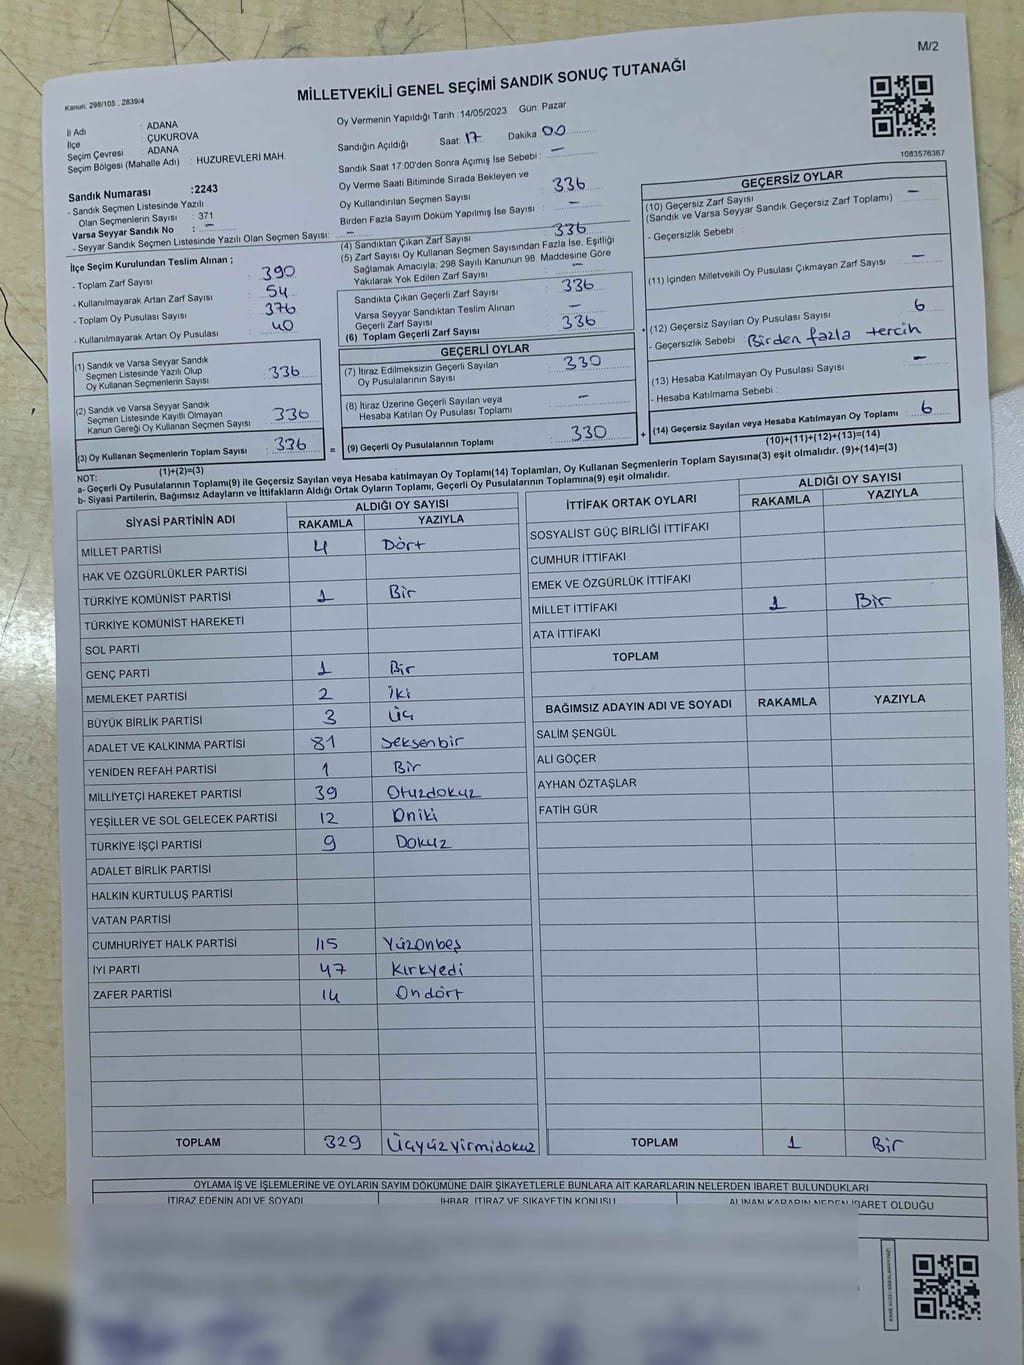 M/2
Kanun: 298/105 , 2839/4
MİLLETVEKİLİ GENEL SEÇİMİ SANDIK SONUÇ TUTANAĞI
İl Adı : ADANA
İlçe : ÇUKUROVA
Seçim Çevresi : ADANA
Seçim Bölgesi (Mahalle Adı) : HUZUREVLERİ MAH.
Sandık Numarası :2243
- Sandık Seçmen Listesinde Yazılı
Olan Seçmenlerin Sayısı : 371
Varsa Seyyar Sandık No : —
- Seyyar Sandık Seçmen Listesinde Yazılı Olan Seçmen Sayısı: —
İlçe Seçim Kurulundan Teslim Alınan ;
- Toplam Zarf Sayısı : 390
- Kullanılmayarak Artan Zarf Sayısı : 54
- Toplam Oy Pusulası Sayısı : 376
- Kullanılmayarak Artan Oy Pusulası : 40
(1) Sandık ve Varsa Seyyar Sandık
Seçmen Listesinde Yazılı Olup
Oy Kullanan Seçmenlerin Sayısı : 336
(2) Sandık ve Varsa Seyyar Sandık
Seçmen Listesinde Kayıtlı Olmayan
Kanun Gereği Oy Kullanan Seçmen Sayısı : 336
(3) Oy Kullanan Seçmenlerin Toplam Sayısı : 336
(1)+(2)=(3)
Oy Vermenin Yapıldığı Tarih :14/05/2023 Gün: Pazar
Sandığın Açıldığı Saat: 17 Dakika 00
Sandık Saat 17:00'den Sonra Açımış İse Sebebi : —
Oy Verme Saati Bitiminde Sırada Bekleyen ve
Oy Kullandırılan Seçmen Sayısı : 336
Birden Fazla Sayım Döküm Yapılmış İse Sayısı : —
(4) Sandıktan Çıkan Zarf Sayısı : 336
(5) Zarf Sayısı Oy Kullanan Seçmen Sayısından Fazla İse, Eşitliği
Sağlamak Amacıyla; 298 Sayılı Kanunun 98. Maddesine Göre
Yakılarak Yok Edilen Zarf Sayısı : —
Sandıkla Çıkan Geçerli Zarf Sayısı : 336
Varsa Seyyar Sandıktan Teslim Alınan
Geçerli Zarf Sayısı : —
(6) Toplam Geçerli Zarf Sayısı : 336
GEÇERLİ OYLAR
(7) İtiraz Edilmeksizin Geçerli Sayılan
Oy Pusulalarının Sayısı : 330
(8) İtiraz Üzerine Geçerli Sayılan veya
Hesaba Katılan Oy Pusulası Toplamı : —
= (9) Geçerli Oy Pusulalarının Toplamı : 330
1083576367
GEÇERSİZ OYLAR
(10) Geçersiz Zarf Sayısı : —
(Sandık ve Varsa Seyyar Sandık Geçersiz Zarf Toplamı)
- Geçersizlik Sebebi :
(11) İçinden Milletvekili Oy Pusulası Çıkmayan Zarf Sayısı : —
(12) Geçersiz Sayılan Oy Pusulası Sayısı : 6
- Geçersizlik Sebebi : Birden fazla tercih
(13) Hesaba Katılmayan Oy Pusulası Sayısı : —
- Hesaba Katılmama Sebebi :
+ (14) Geçersiz Sayılan veya Hesaba Katılmayan Oy Toplamı : 6
(10)+(11)+(12)+(13)=(14)
NOT:
a- Geçerli Oy Pusulalarının Toplamı(9) ile Geçersiz Sayılan veya Hesaba katılmayan Oy Toplamı(14) Toplamları, Oy Kullanan Seçmenlerin Toplam Sayısına(3) eşit olmalıdır. (9)+(14)=(3)
b- Siyasi Partilerin, Bağımsız Adayların ve İttifakların Aldığı Ortak Oyların Toplamı, Geçerli Oy Pusulalarının Toplamına(9) eşit olmalıdır.
SİYASİ PARTİNİN ADI ALDIĞI OY SAYISI
RAKAMLA YAZIYLA
MİLLET PARTİSİ 4 Dört
HAK VE ÖZGÜRLÜKLER PARTİSİ
TÜRKİYE KOMÜNİST PARTİSİ 1 Bir
TÜRKİYE KOMÜNİST HAREKETİ
SOL PARTİ
GENÇ PARTİ 1 Bir
MEMLEKET PARTİSİ 2 İki
BÜYÜK BİRLİK PARTİSİ 3 Üç
ADALET VE KALKINMA PARTİSİ 81 Seksenbir
YENİDEN REFAH PARTİSİ 1 Bir
MİLLİYETÇİ HAREKET PARTİSİ 39 Otuzdokuz
YEŞİLLER VE SOL GELECEK PARTİSİ 12 Oniki
TÜRKİYE İŞÇİ PARTİSİ 9 Dokuz
ADALET BİRLİK PARTİSİ
HALKIN KURTULUŞ PARTİSİ
VATAN PARTİSİ
CUMHURİYET HALK PARTİSİ 115 Yüzonbeş
İYİ PARTİ 47 Kırkyedi
ZAFER PARTİSİ 14 Ondört
TOPLAM 329 Üçyüzyirmidokuz
İTTİFAK ORTAK OYLARI ALDIĞI OY SAYISI
RAKAMLA YAZIYLA
SOSYALİST GÜÇ BİRLİĞİ İTTİFAKI
CUMHUR İTTİFAKI
EMEK VE ÖZGÜRLÜK İTTİFAKI
MİLLET İTTİFAKI 1 Bir
ATA İTTİFAKI
TOPLAM
BAĞIMSIZ ADAYIN ADI VE SOYADI RAKAMLA YAZIYLA
SALİM ŞENGÜL
ALİ GÖÇER
AYHAN ÖZTAŞLAR
FATİH GÜR
TOPLAM 1 Bir
OYLAMA İŞ VE İŞLEMLERİNE VE OYLARIN SAYIM DÖKÜMÜNE DAİR ŞİKAYETLERLE BUNLARA AİT KARARLARIN NELERDEN İBARET BULUNDUKLARI
İTİRAZ EDENİN ADI VE SOYADI İHBAR, İTİRAZ VE ŞİKAYETİN KONUSU ALINAN KARARIN NEDEN İBARET OLDUĞU